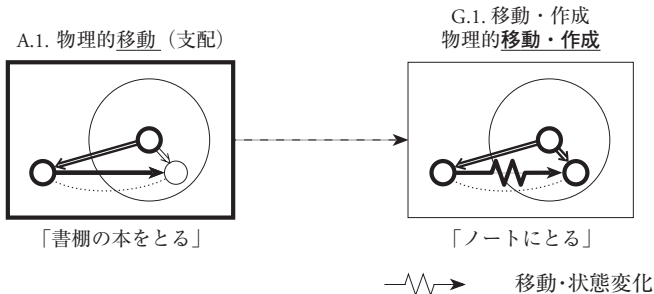 A.1. 物理的移動（支配）
G.1. 移動・作成
物理的移動・作成
「書棚の本をとる」
「ノートにとる」
移動・状態変化